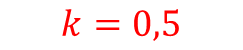 k = 0,5